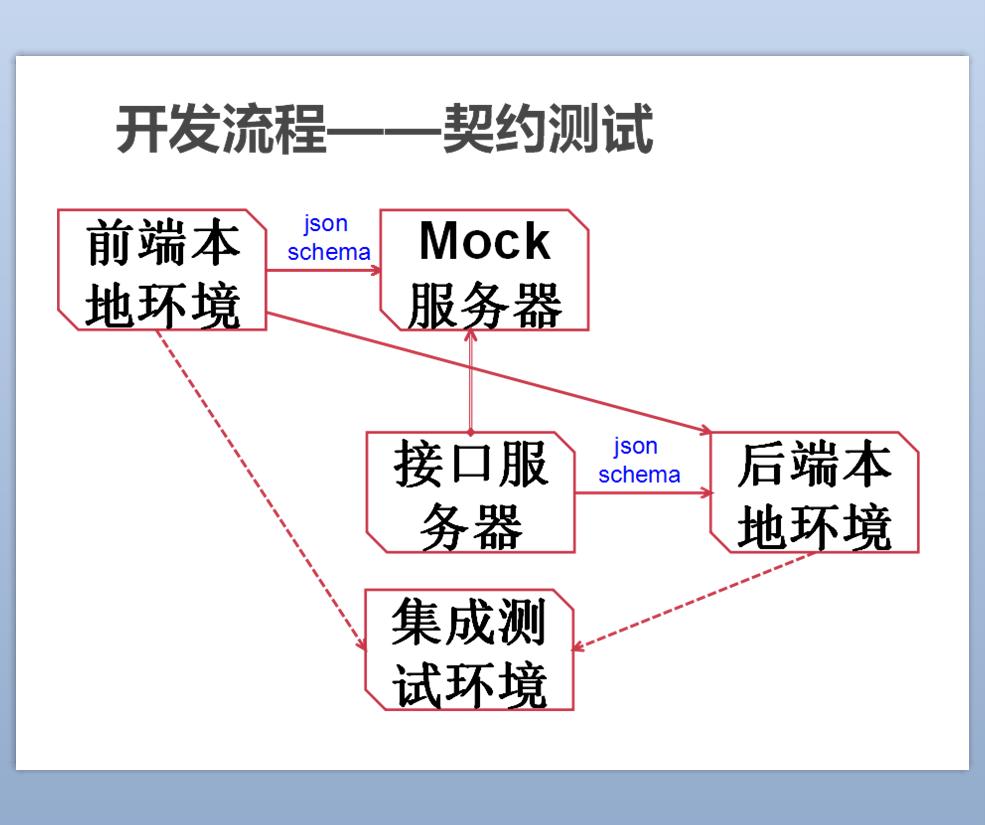 开发流程——契约测试
前端本
地环境
json
schema
Mock
服务器
接口服
务器
json
schema
后端本
地环境
集成测
试环境